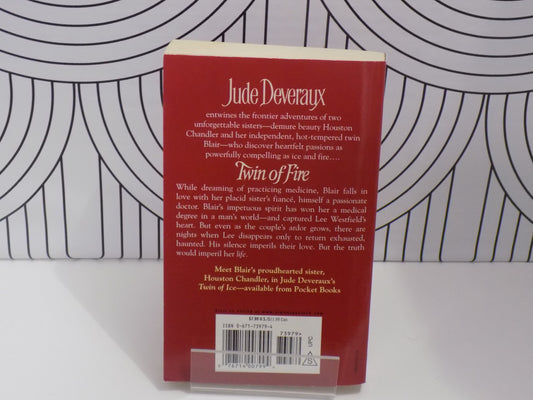 Jude Deveraux
entwines the frontier adventures of two
unforgettable sisters—demure beauty Houston
Chandler and her independent, hot-tempered twin
Blair—who discover heartfelt passions as
powerfully compelling as ice and fire....
Twin of Fire
While dreaming of practicing medicine, Blair falls in
love with her placid sister's fiancé, himself a passionate
doctor. Blair's impetuous spirit has won her a medical
degree in a man's world—and captured Lee Westfield's
heart. But even as the couple's ardor grows, there are
nights when Lee disappears only to return exhausted,
haunted. His silence imperils their love. But the truth
would imperil her life.
Meet Blair's proudhearted sister,
Houston Chandler, in Jude Deveraux's
Twin of Ice—available from Pocket Books
ISBN 0-671-73979-4
73979